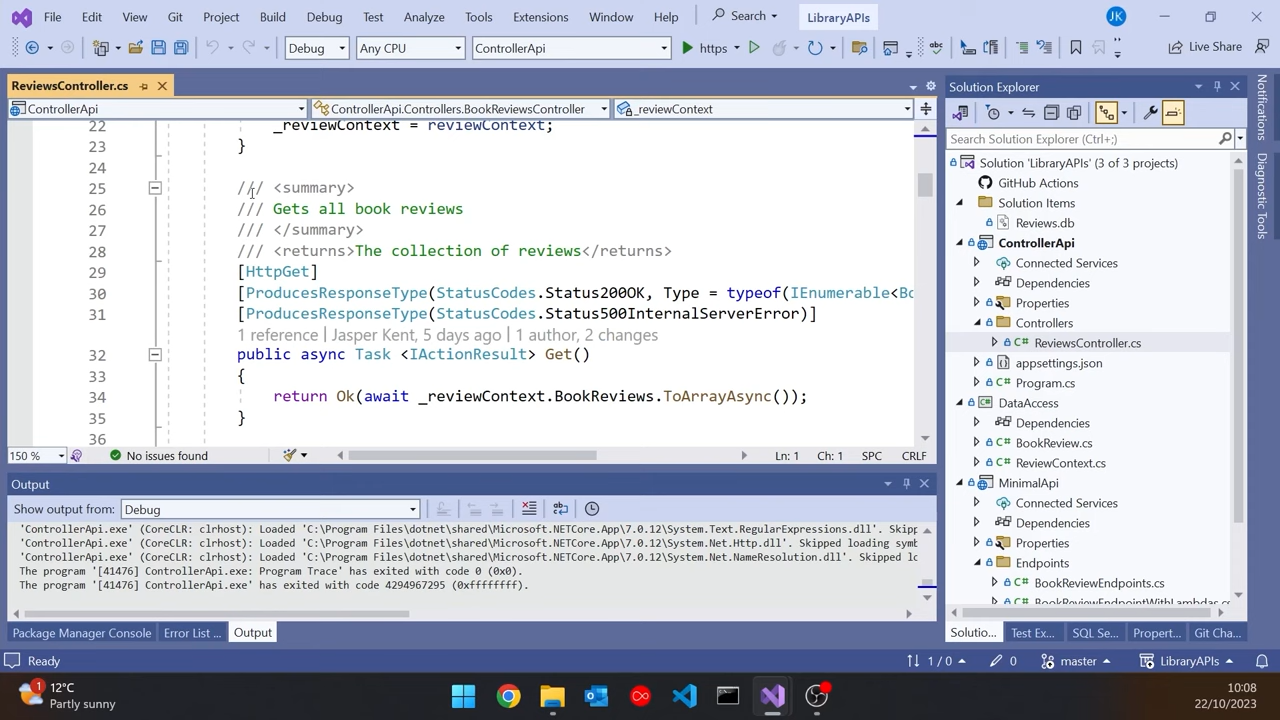 File Edit View Git Project Build Debug Test Analyze Tools Extensions Window Help Search LibraryAPIs JK
Debug Any CPU ControllerApi https Live Share
ReviewsController.cs
ControllerApi ControllerApi.Controllers.BookReviewsController _reviewContext
22 _reviewContext = reviewContext;
23 }
24
25 /// <summary>
26 /// Gets all book reviews
27 /// </summary>
28 /// <returns>The collection of reviews</returns>
29 [HttpGet]
30 [ProducesResponseType(StatusCodes.Status200OK, Type = typeof(IEnumerable<Bo
31 [ProducesResponseType(StatusCodes.Status500InternalServerError)]
1 reference | Jasper Kent, 5 days ago | 1 author, 2 changes
32 public async Task <IActionResult> Get()
33 {
34 return Ok(await _reviewContext.BookReviews.ToArrayAsync());
35 }
36
150 % No issues found Ln: 1 Ch: 1 SPC CRLF
Output
Show output from: Debug
'ControllerApi.exe' (CoreCLR: clrhost): Loaded 'C:\Program Files\dotnet\shared\Microsoft.NETCore.App\7.0.12\System.Text.RegularExpressions.dll'. Skip
'ControllerApi.exe' (CoreCLR: clrhost): Loaded 'C:\Program Files\dotnet\shared\Microsoft.NETCore.App\7.0.12\System.Net.Http.dll'. Skipped loading symb
'ControllerApi.exe' (CoreCLR: clrhost): Loaded 'C:\Program Files\dotnet\shared\Microsoft.NETCore.App\7.0.12\System.Net.NameResolution.dll'. Skipped lo
The program '[41476] ControllerApi.exe: Program Trace' has exited with code 0 (0x0).
The program '[41476] ControllerApi.exe' has exited with code 4294967295 (0xffffffff).
Package Manager Console Error List ... Output
Solution Explorer
Search Solution Explorer (Ctrl+;)
Solution 'LibraryAPIs' (3 of 3 projects)
GitHub Actions
Solution Items
Reviews.db
ControllerApi
Connected Services
Dependencies
Properties
Controllers
ReviewsController.cs
appsettings.json
Program.cs
DataAccess
Dependencies
BookReview.cs
ReviewContext.cs
MinimalApi
Connected Services
Dependencies
Properties
Endpoints
BookReviewEndpoints.cs
BookReviewEndpointWithLambdas.cs
Solutio... Test Ex... SQL Se... Propert... Git Cha...
Notifications
Diagnostic Tools
Ready 1 / 0 0 master LibraryAPIs
1
12°C
Partly sunny
10:08
22/10/2023